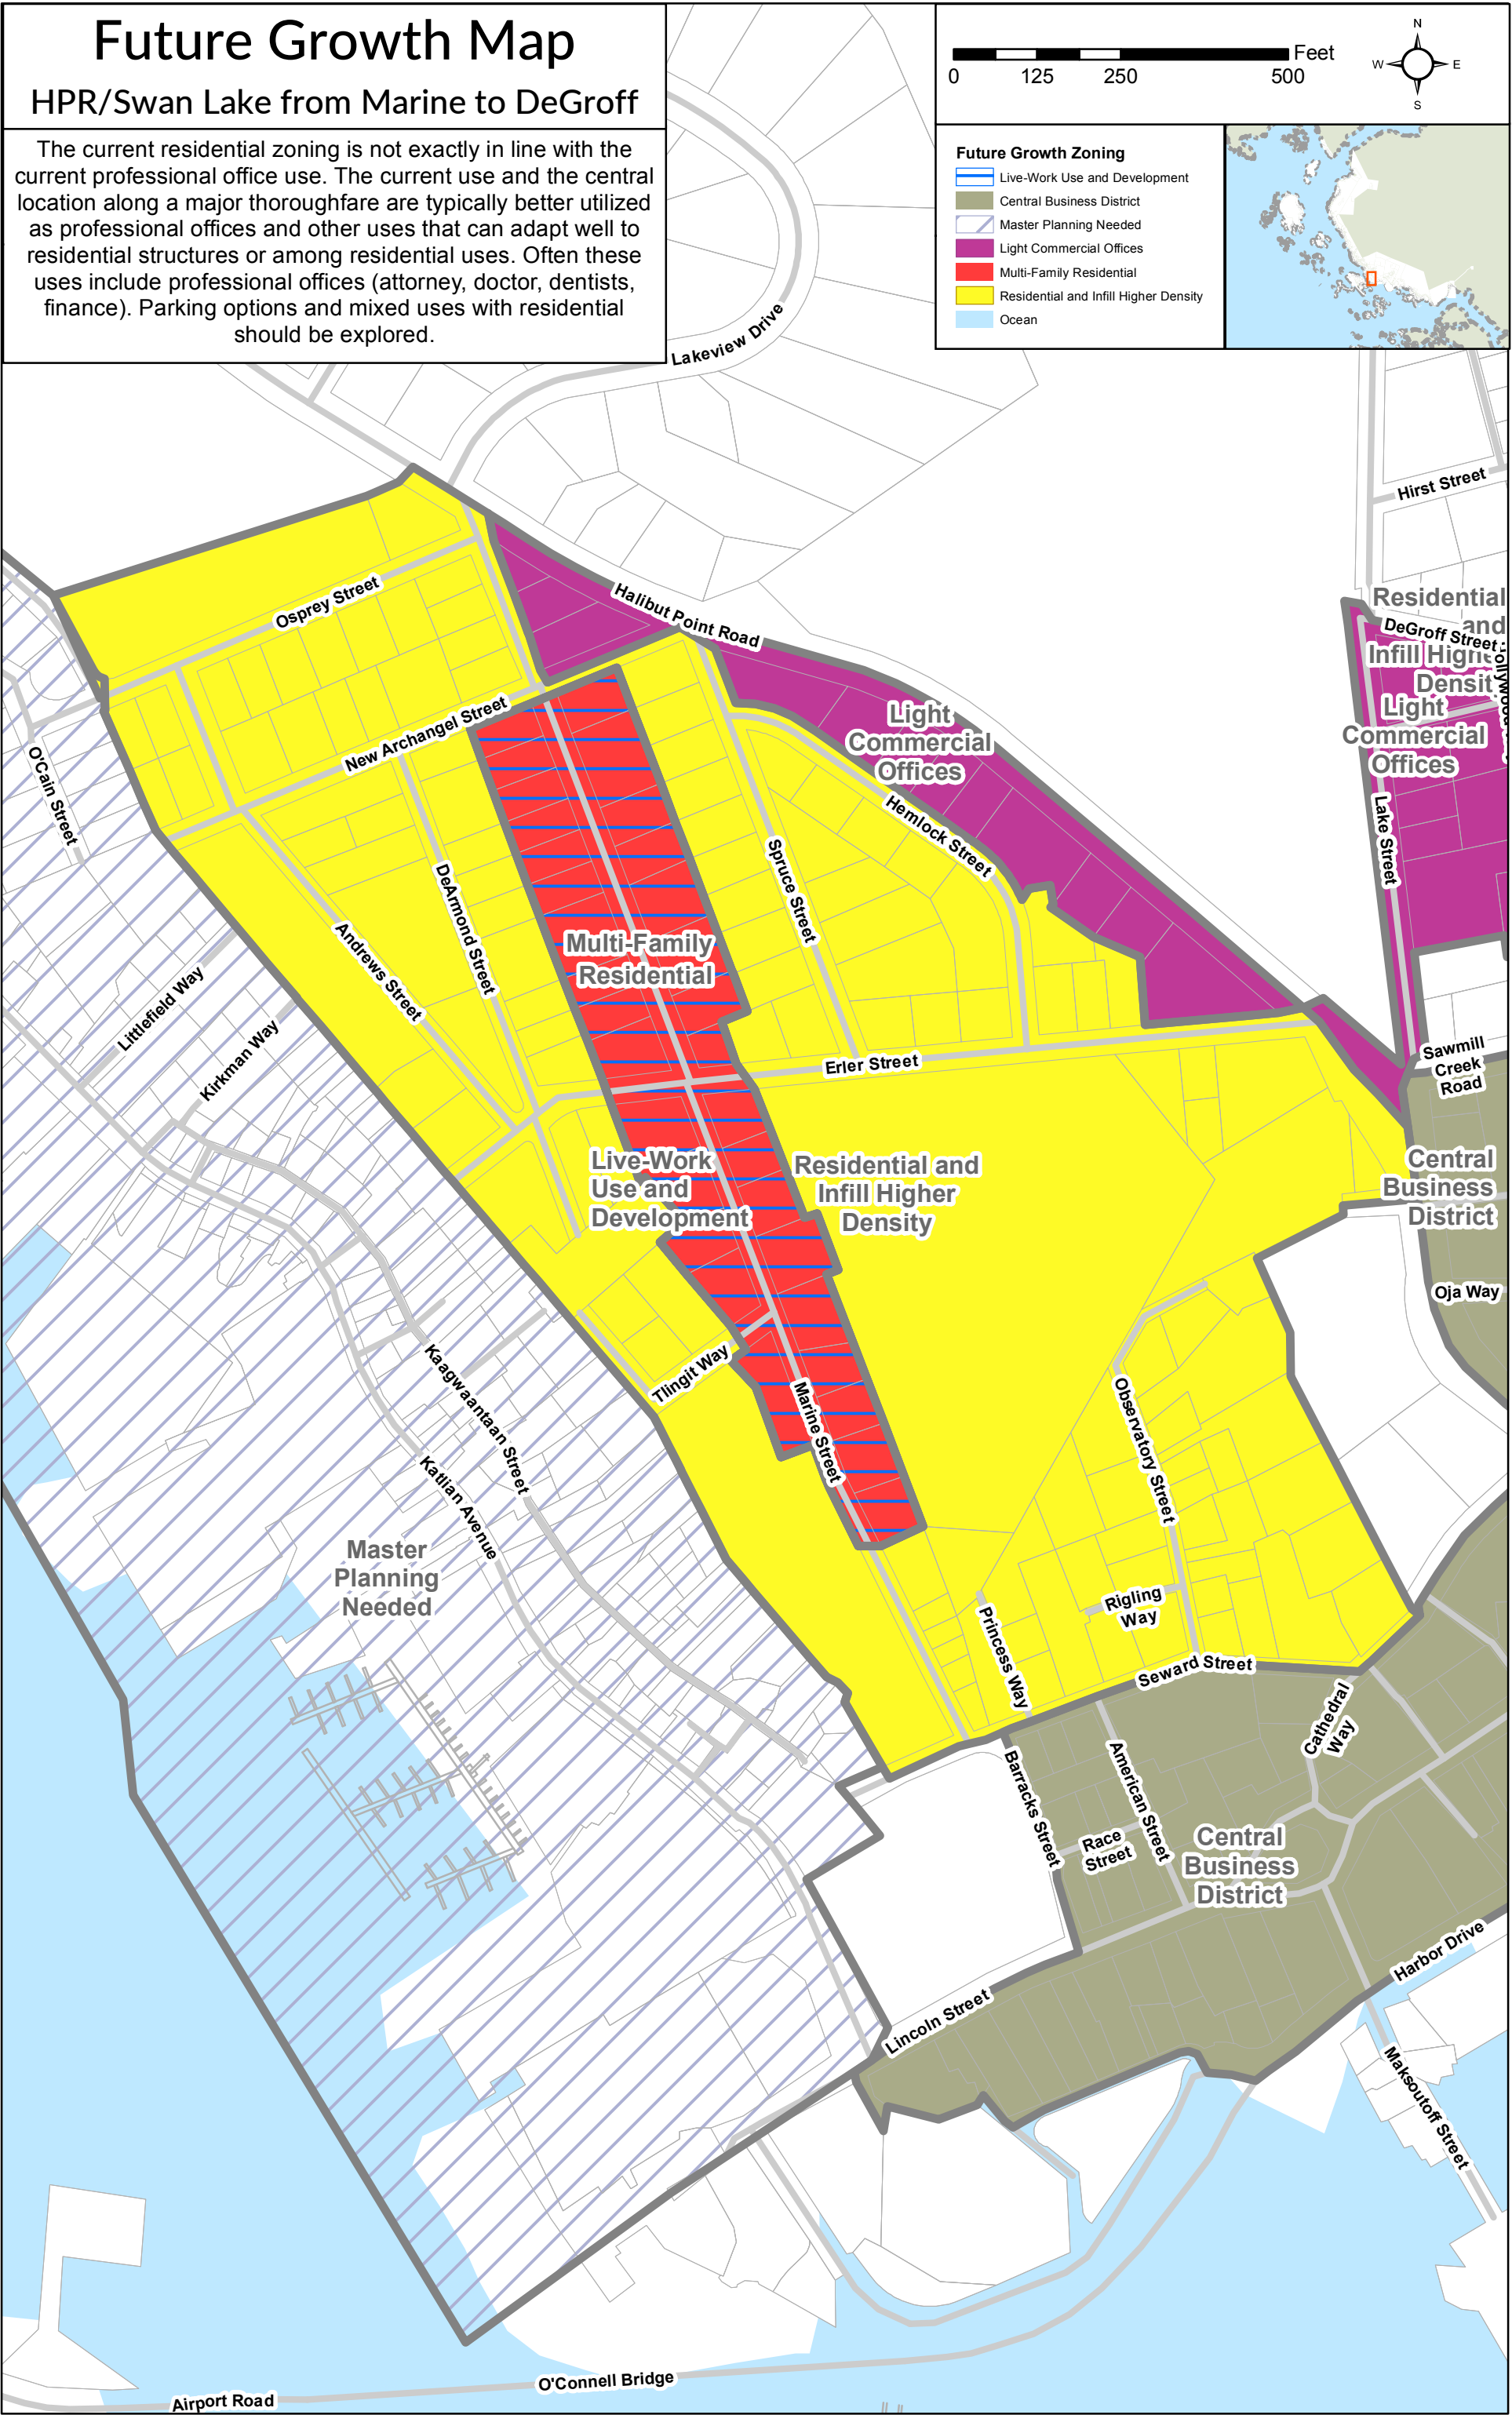 Future Growth Map
HPR/Swan Lake from Marine to DeGroff
The current residential zoning is not exactly in line with the
current professional office use. The current use and the central
location along a major thoroughfare are typically better utilized
as professional offices and other uses that can adapt well to
residential structures or among residential uses. Often these
uses include professional offices (attorney, doctor, dentists,
finance). Parking options and mixed uses with residential
should be explored.
Feet
0 125 250 500
N
W E
S
Future Growth Zoning
Live-Work Use and Development
Central Business District
Master Planning Needed
Light Commercial Offices
Multi-Family Residential
Residential and Infill Higher Density
Ocean
Lakeview Drive
Hirst Street
Osprey Street
Halibut Point Road
Residential
and
DeGroff Street
Infill
Light
Commercial
Offices
Light
Commercial
Offices
New Archangel Street
O'Cain Street
Hemlock Street
Lake Street
Spruce Street
DeArmond Street
Andrews Street
Multi-Family
Residential
Littlefield Way
Kirkman Way
Erler Street
Sawmill
Creek
Road
Live-Work
Use and
Development
Residential and
Infill Higher
Density
Central
Business
District
Oja Way
Tlingit Way
Kaagwaantaan Street
Marine Street
Observatory Street
Katlian Avenue
Master
Planning
Needed
Princess Way
Rigling
Way
Seward Street
Cathedral
Way
Barracks Street
American Street
Race
Street
Central
Business
District
Harbor Drive
Lincoln Street
Maksoutoff Street
O'Connell Bridge
Airport Road